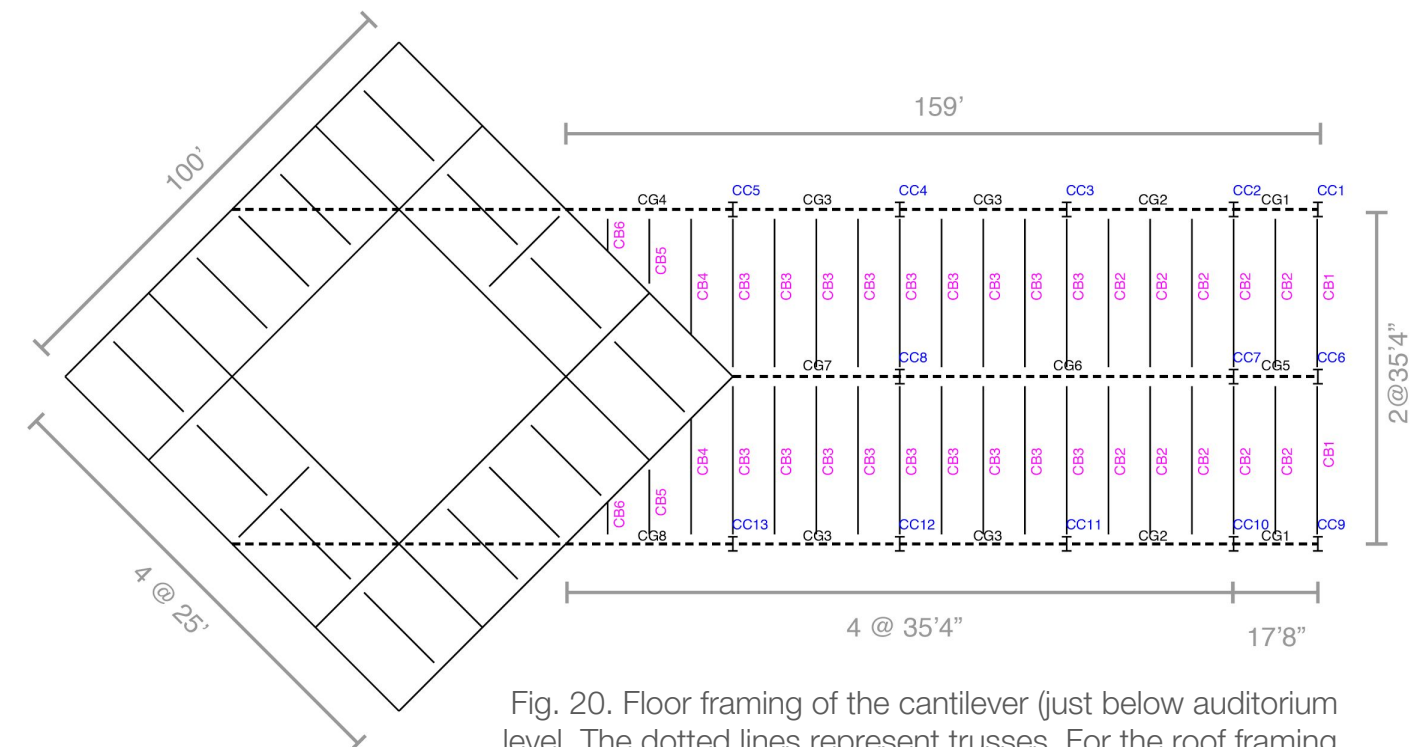 159’
100’
CC5 CC4 CC3 CC2 CC1
CG4 CG3 CG3 CG2 CG1
CB6 CB5 CB4 CB3 CB3 CB3 CB3 CB3 CB3 CB3 CB3 CB3 CB2 CB2 CB2 CB2 CB2 CB1
2@35’4”
CC8 CC7 CC6
CG7 CG6 CG5
CB6 CB5 CB4 CB3 CB3 CB3 CB3 CB3 CB3 CB3 CB3 CB3 CB2 CB2 CB2 CB2 CB2 CB1
CC13 CC12 CC11 CC10 CC9
CG8 CG3 CG3 CG2 CG1
4 @ 25’
4 @ 35’4”
17’8”
Fig. 20. Floor framing of the cantilever (just below auditorium
level. The dotted lines represent trusses. For the roof framing